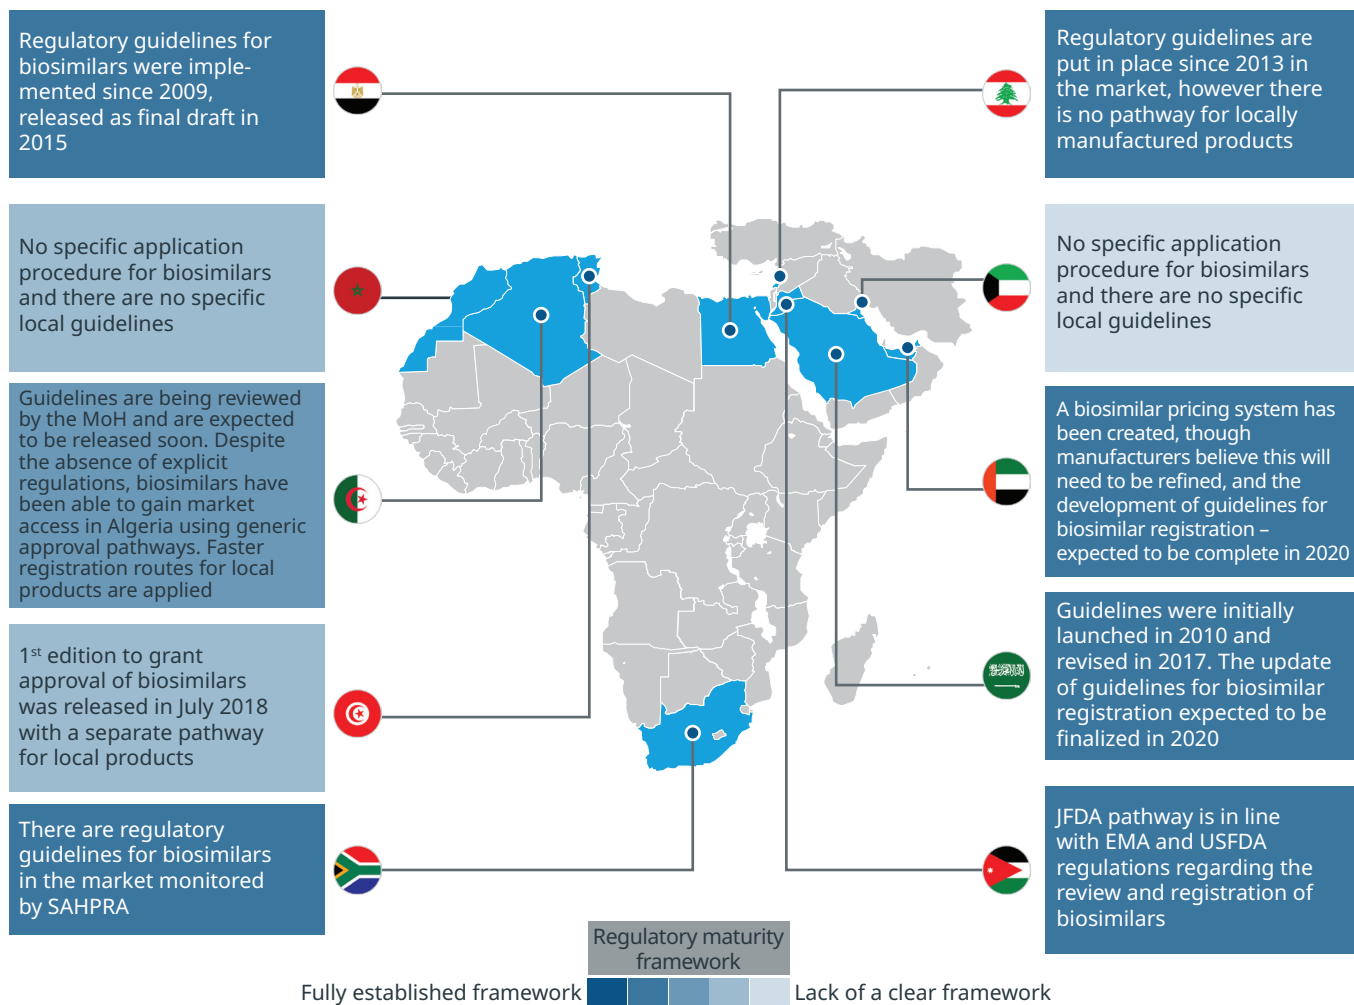 Regulatory guidelines for
biosimilars were imple-
mented since 2009,
released as final draft in
2015
No specific application
procedure for biosimilars
and there are no specific
local guidelines
Guidelines are being reviewed
by the MoH and are expected
to be released soon. Despite
the absence of explicit
regulations, biosimilars have
been able to gain market
access in Algeria using generic
approval pathways. Faster
registration routes for local
products are applied
1st edition to grant
approval of biosimilars
was released in July 2018
with a separate pathway
for local products
There are regulatory
guidelines for biosimilars
in the market monitored
by SAHPRA
Regulatory guidelines are
put in place since 2013 in
the market, however there
is no pathway for locally
manufactured products
No specific application
procedure for biosimilars
and there are no specific
local guidelines
A biosimilar pricing system has
been created, though
manufacturers believe this will
need to be refined, and the
development of guidelines for
biosimilar registration –
expected to be complete in 2020
Guidelines were initially
launched in 2010 and
revised in 2017. The update
of guidelines for biosimilar
registration expected to be
finalized in 2020
JFDA pathway is in line
with EMA and USFDA
regulations regarding the
review and registration of
biosimilars
Regulatory maturity
framework
Fully established framework
Lack of a clear framework